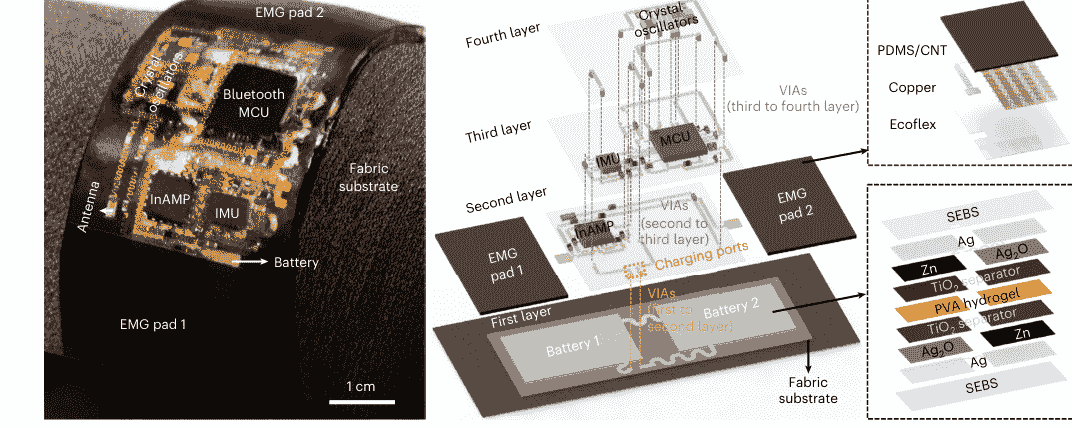 EMG pad 2
Crystal
oscillators
Bluetooth
MCU
Fabric
substrate
InAMP
IMU
Antenna
Battery
EMG pad 1
1 cm
Fourth layer
Crystal
oscillators
VIAs
(third to fourth layer)
Third layer
MCU
IMU
Second layer
VIAs
(second to
third layer)
InAMP
EMG
pad 2
EMG
pad 1
Charging ports
First layer
VIAs
(first to
second layer)
Battery 1
Battery 2
Fabric
substrate
PDMS/CNT
Copper
Ecoflex
SEBS
Ag
Zn
Ag2O
TiO2 separator
PVA hydrogel
TiO2 separator
Ag2O
Zn
Ag
SEBS